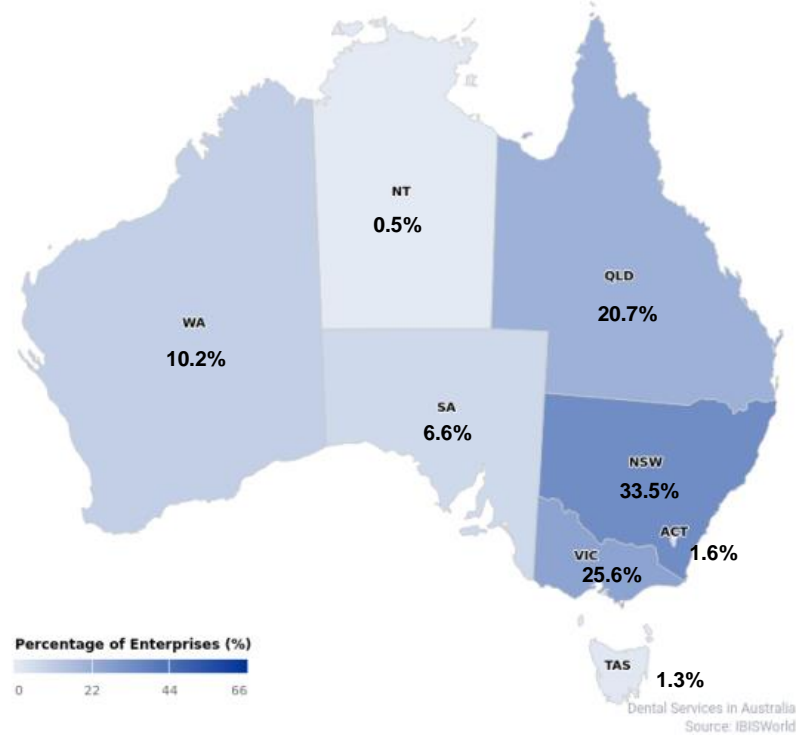 NT
0.5%
QLD
20.7%
WA
10.2%
SA
6.6%
NSW
33.5%
ACT
1.6%
VIC
25.6%
Percentage of Enterprises (%)
0 22 44 66
TAS
1.3%
Dental Services in Australia
Source: IBISWorld